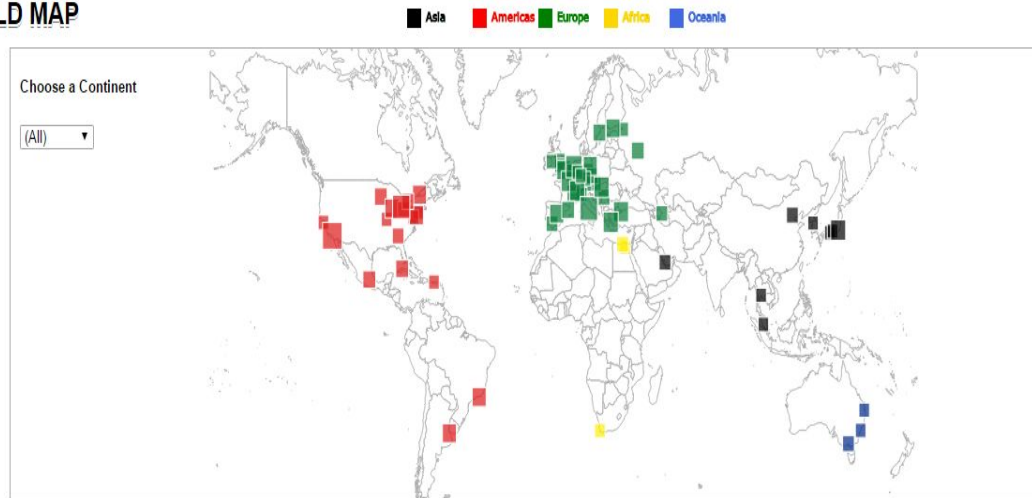 LD MAP
Asia Americas Europe Africa Oceania
Choose a Continent
(All)